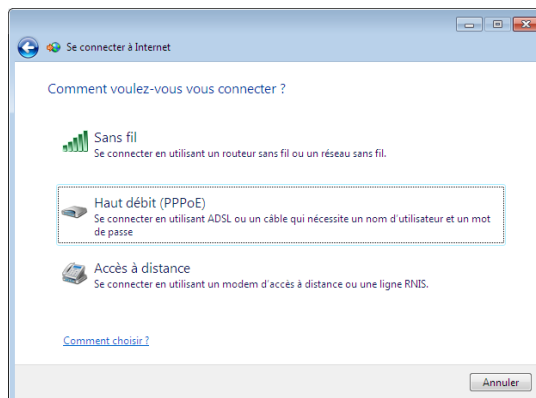 Se connecter à Internet
Comment voulez-vous vous connecter ?
Sans fil
Se connecter en utilisant un routeur sans fil ou un réseau sans fil.
Haut débit (PPPoE)
Se connecter en utilisant ADSL ou un câble qui nécessite un nom d'utilisateur et un mot
de passe
Accès à distance
Se connecter en utilisant un modem d'accès à distance ou une ligne RNIS.
Comment choisir ?
Annuler